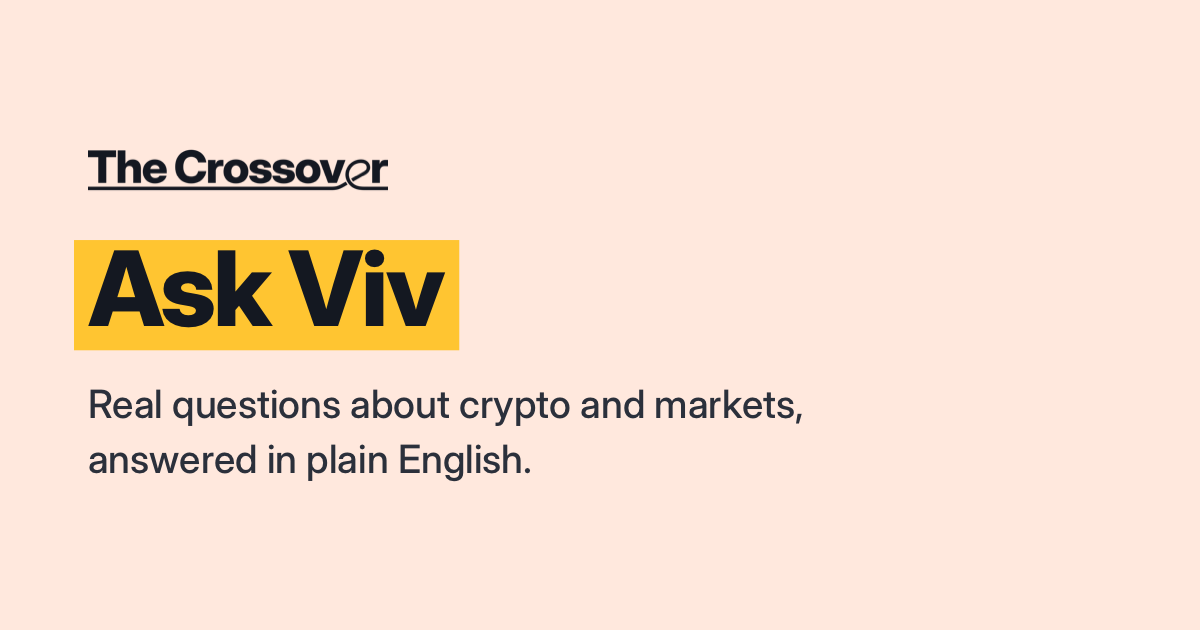 The Crossover
Ask Viv
Real questions about crypto and markets,
answered in plain English.